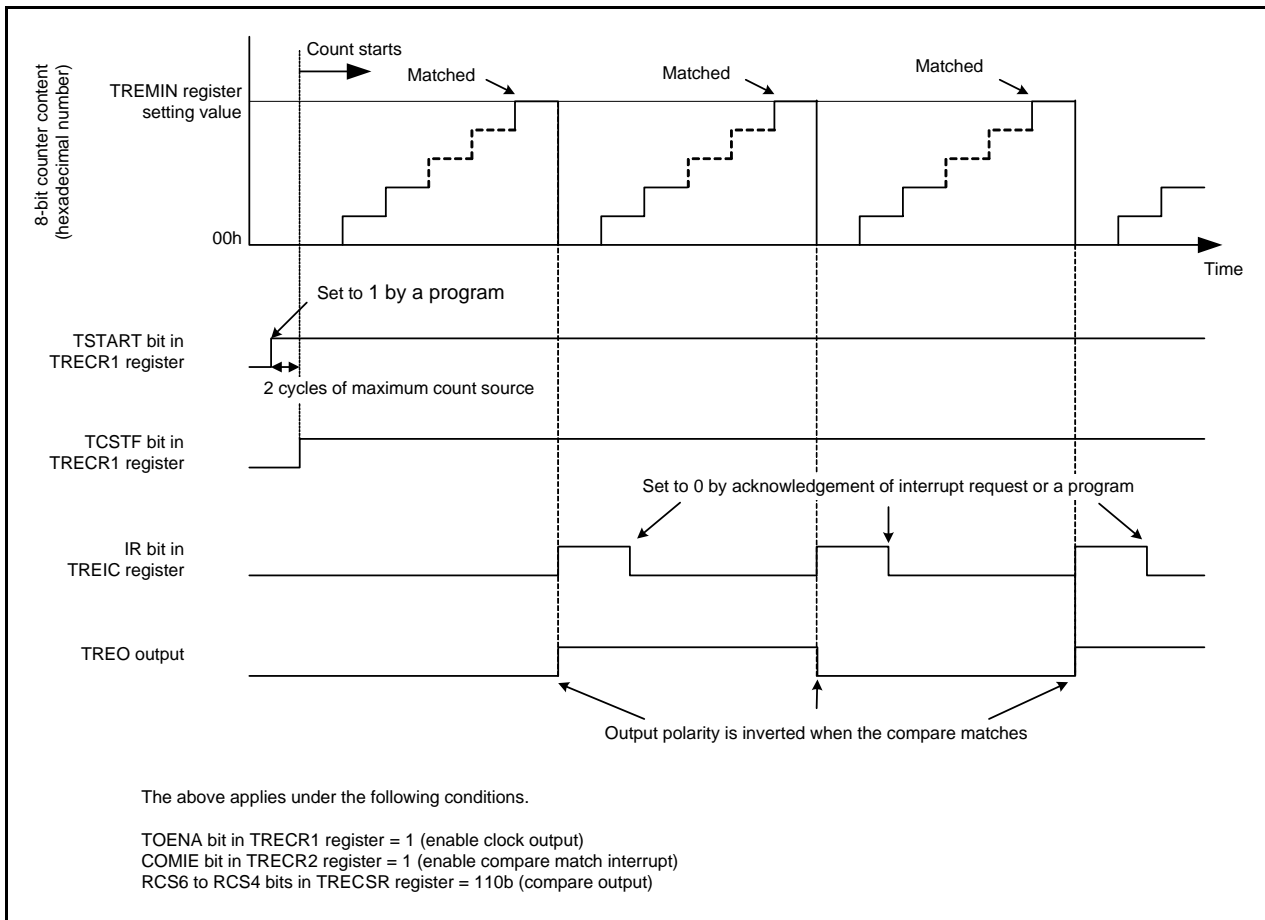 8-bit counter content
(hexadecimal number)
Count starts
Matched
Matched
Matched
TREMIN register
setting value
00h
Time
Set to 1 by a program
TSTART bit in
TRECR1 register
2 cycles of maximum count source
TCSTF bit in
TRECR1 register
Set to 0 by acknowledgement of interrupt request or a program
IR bit in
TREIC register
TREO output
Output polarity is inverted when the compare matches
The above applies under the following conditions.
TOENA bit in TRECR1 register = 1 (enable clock output)
COMIE bit in TRECR2 register = 1 (enable compare match interrupt)
RCS6 to RCS4 bits in TRECSR register = 110b (compare output)